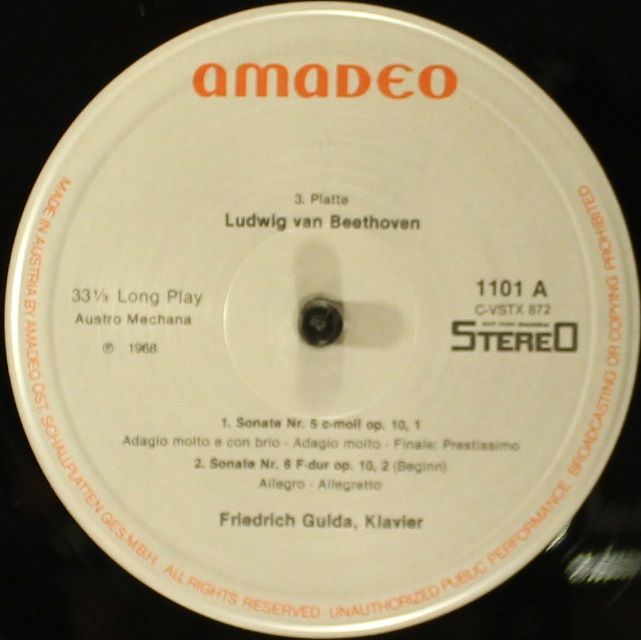 AMADEO
3. Platte
Ludwig van Beethoven
33⅓ Long Play
Austro Mechana
℗ 1968
1101 A
C-VSTX 872
STEREO
1. Sonate Nr. 5 c-moll op. 10, 1
Adagio molto e con brio - Adagio molto - Finale: Prestissimo
2. Sonate Nr. 6 F-dur op. 10, 2 (Beginn)
Allegro - Allegretto
Friedrich Gulda, Klavier
MADE IN AUSTRIA BY AMADEO ÖST. SCHALLPLATTEN GES.M.B.H. · ALL RIGHTS RESERVED · UNAUTHORIZED PUBLIC PERFORMANCE BROADCASTING OR COPYING PROHIBITED